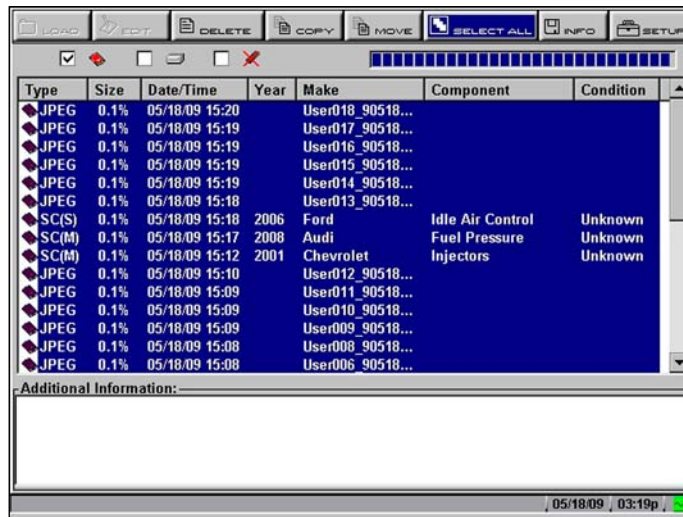 LOAD EDIT DELETE COPY MOVE SELECT ALL INFO SETUP
Type Size Date/Time Year Make Component Condition
JPEG 0.1% 05/18/09 15:20 User018_90518...
JPEG 0.1% 05/18/09 15:19 User017_90518...
JPEG 0.1% 05/18/09 15:19 User016_90518...
JPEG 0.1% 05/18/09 15:19 User015_90518...
JPEG 0.1% 05/18/09 15:19 User014_90518...
JPEG 0.1% 05/18/09 15:18 User013_90518...
SC(S) 0.1% 05/18/09 15:18 2006 Ford Idle Air Control Unknown
SC(M) 0.1% 05/18/09 15:17 2008 Audi Fuel Pressure Unknown
SC(M) 0.1% 05/18/09 15:12 2001 Chevrolet Injectors Unknown
JPEG 0.1% 05/18/09 15:10 User012_90518...
JPEG 0.1% 05/18/09 15:09 User011_90518...
JPEG 0.1% 05/18/09 15:09 User010_90518...
JPEG 0.1% 05/18/09 15:09 User009_90518...
JPEG 0.1% 05/18/09 15:08 User008_90518...
JPEG 0.1% 05/18/09 15:08 User006_90518...
Additional Information:
05/18/09 03:19p